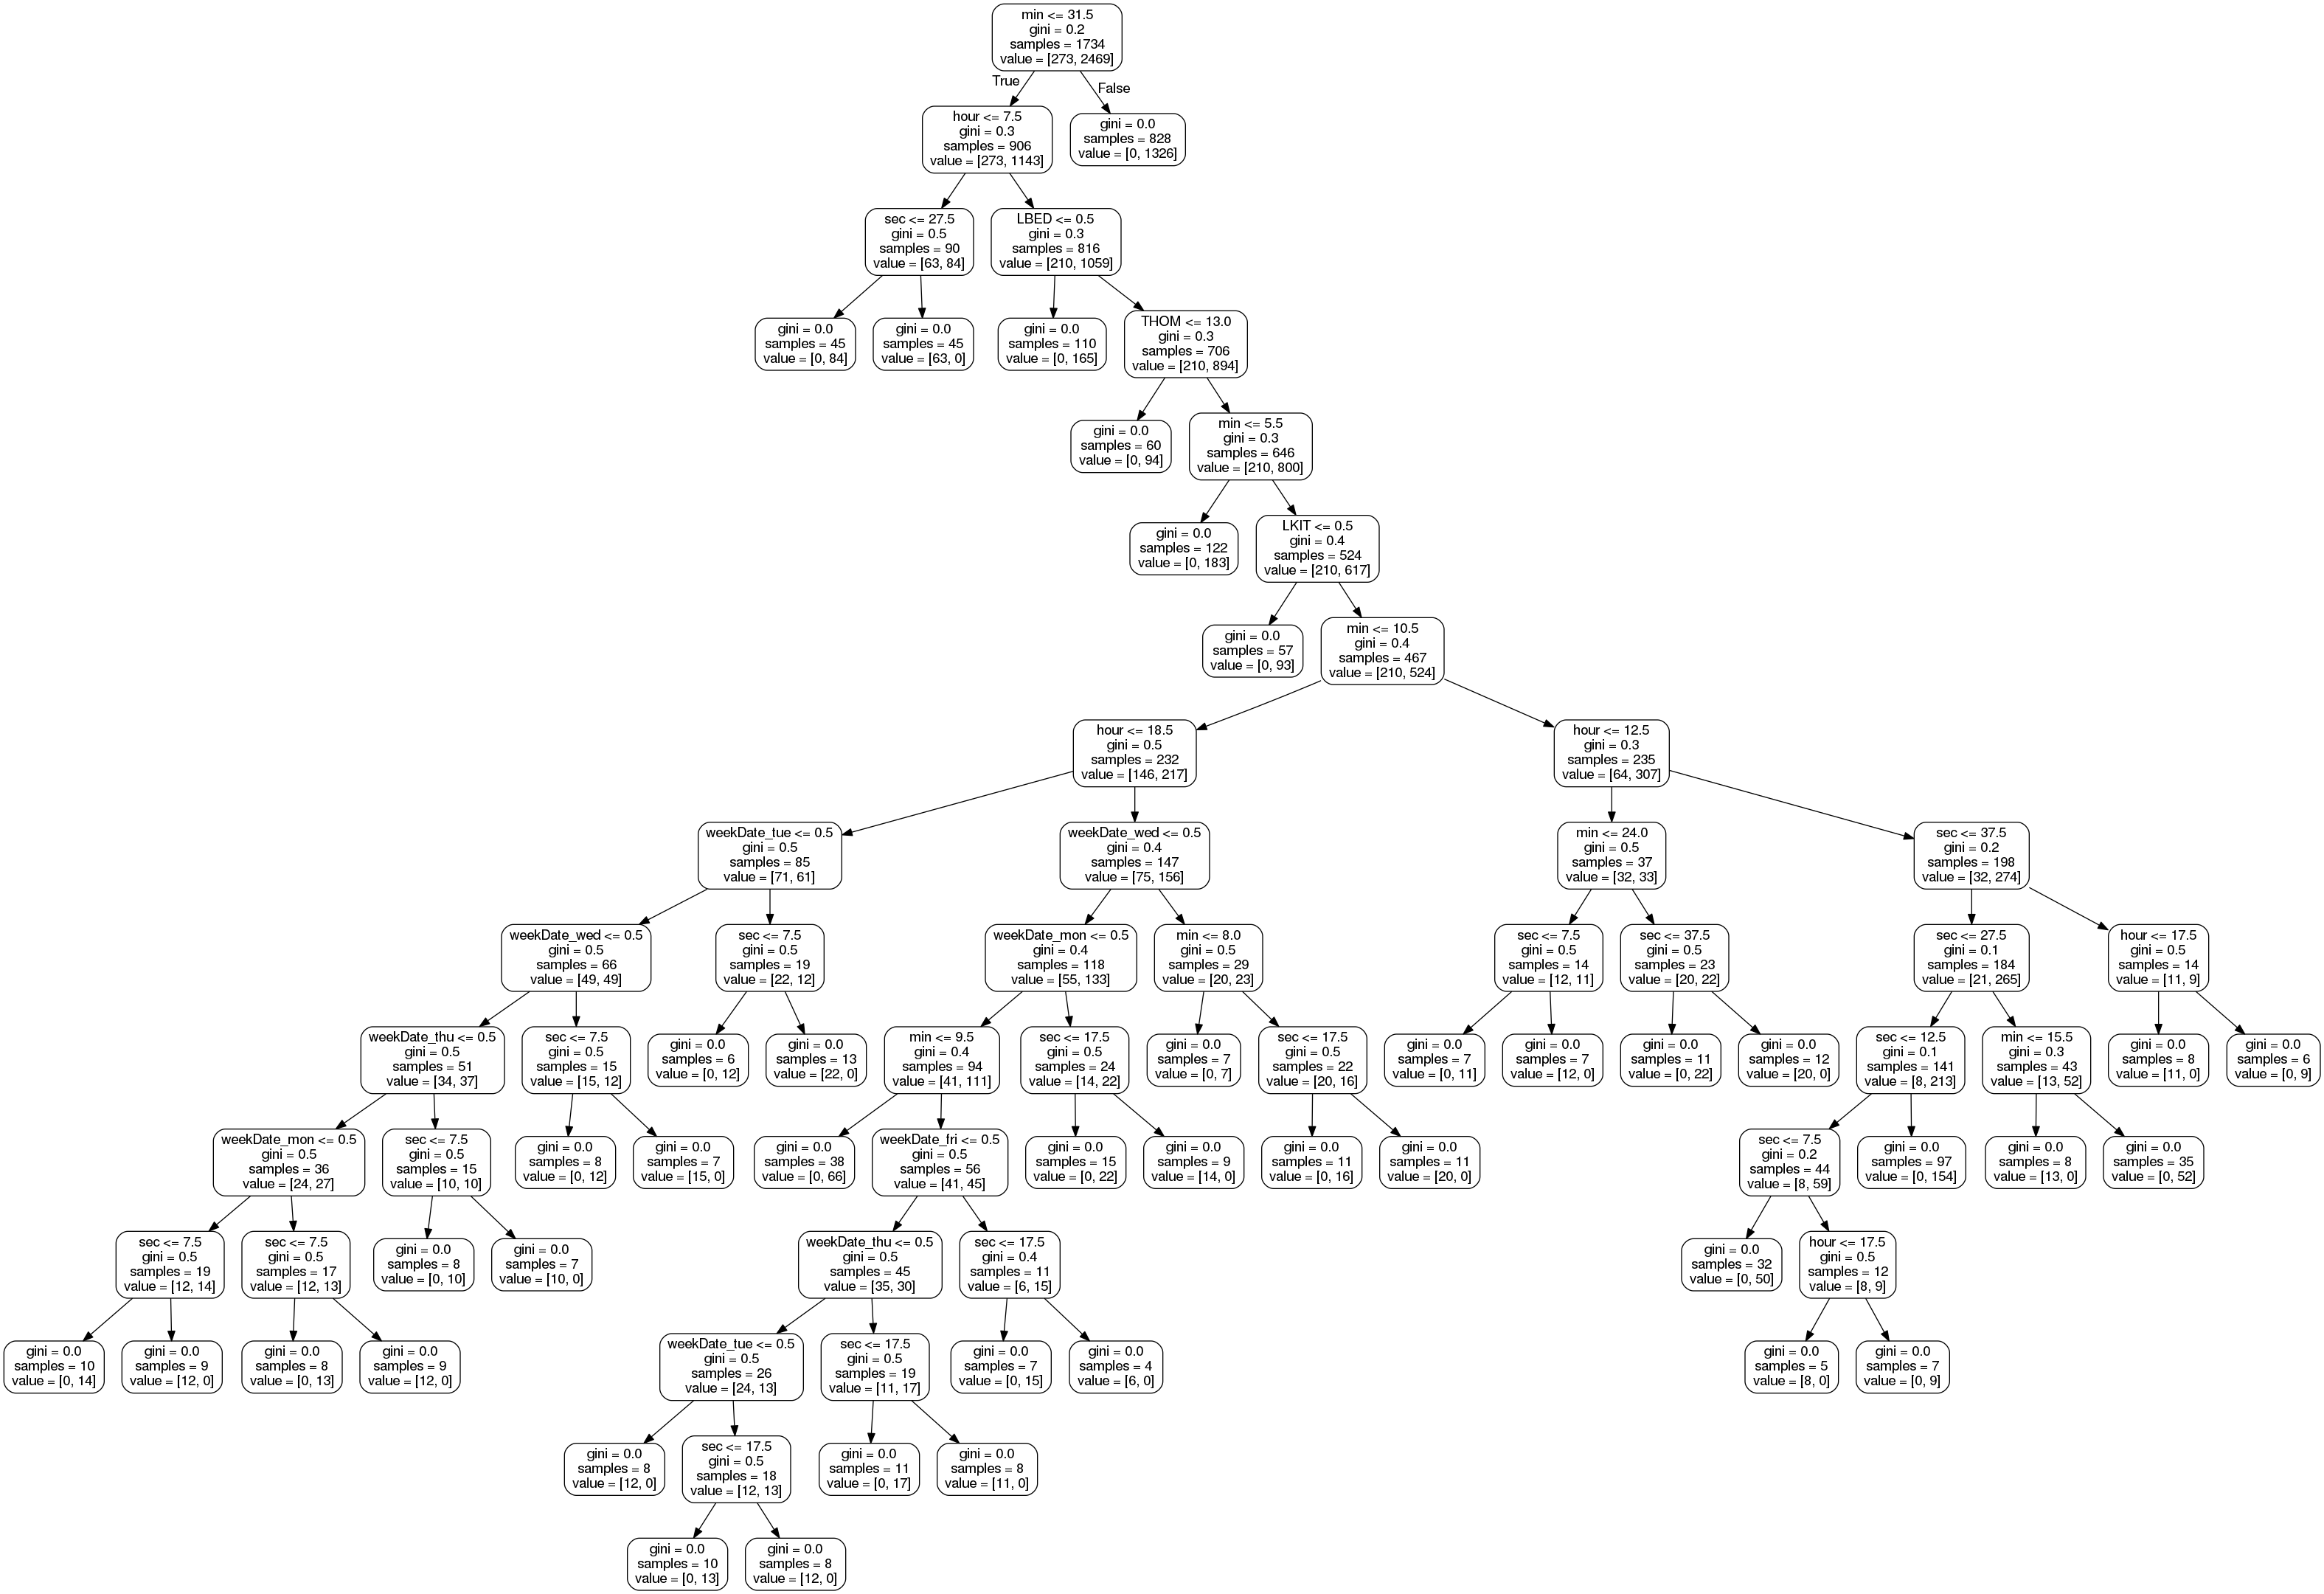 min <= 31.5
gini = 0.2
samples = 1734
value = [273, 2469]
True
False
hour <= 7.5
gini = 0.3
samples = 906
value = [273, 1143]
gini = 0.0
samples = 828
value = [0, 1326]
sec <= 27.5
gini = 0.5
samples = 90
value = [63, 84]
LBED <= 0.5
gini = 0.3
samples = 816
value = [210, 1059]
gini = 0.0
samples = 45
value = [0, 84]
gini = 0.0
samples = 45
value = [63, 0]
gini = 0.0
samples = 110
value = [0, 165]
THOM <= 13.0
gini = 0.3
samples = 706
value = [210, 894]
gini = 0.0
samples = 60
value = [0, 94]
min <= 5.5
gini = 0.3
samples = 646
value = [210, 800]
gini = 0.0
samples = 122
value = [0, 183]
LKIT <= 0.5
gini = 0.4
samples = 524
value = [210, 617]
gini = 0.0
samples = 57
value = [0, 93]
min <= 10.5
gini = 0.4
samples = 467
value = [210, 524]
hour <= 18.5
gini = 0.5
samples = 232
value = [146, 217]
hour <= 12.5
gini = 0.3
samples = 235
value = [64, 307]
weekDate_tue <= 0.5
gini = 0.5
samples = 85
value = [71, 61]
weekDate_wed <= 0.5
gini = 0.4
samples = 147
value = [75, 156]
min <= 24.0
gini = 0.5
samples = 37
value = [32, 33]
sec <= 37.5
gini = 0.2
samples = 198
value = [32, 274]
weekDate_wed <= 0.5
gini = 0.5
samples = 66
value = [49, 49]
sec <= 7.5
gini = 0.5
samples = 19
value = [22, 12]
weekDate_mon <= 0.5
gini = 0.4
samples = 118
value = [55, 133]
min <= 8.0
gini = 0.5
samples = 29
value = [20, 23]
sec <= 7.5
gini = 0.5
samples = 14
value = [12, 11]
sec <= 37.5
gini = 0.5
samples = 23
value = [20, 22]
sec <= 27.5
gini = 0.1
samples = 184
value = [21, 265]
hour <= 17.5
gini = 0.5
samples = 14
value = [11, 9]
weekDate_thu <= 0.5
gini = 0.5
samples = 51
value = [34, 37]
sec <= 7.5
gini = 0.5
samples = 15
value = [15, 12]
gini = 0.0
samples = 6
value = [0, 12]
gini = 0.0
samples = 13
value = [22, 0]
min <= 9.5
gini = 0.4
samples = 94
value = [41, 111]
sec <= 17.5
gini = 0.5
samples = 24
value = [14, 22]
gini = 0.0
samples = 7
value = [0, 7]
sec <= 17.5
gini = 0.5
samples = 22
value = [20, 16]
gini = 0.0
samples = 7
value = [0, 11]
gini = 0.0
samples = 7
value = [12, 0]
gini = 0.0
samples = 11
value = [0, 22]
gini = 0.0
samples = 12
value = [20, 0]
sec <= 12.5
gini = 0.1
samples = 141
value = [8, 213]
min <= 15.5
gini = 0.3
samples = 43
value = [13, 52]
gini = 0.0
samples = 8
value = [11, 0]
gini = 0.0
samples = 6
value = [0, 9]
weekDate_mon <= 0.5
gini = 0.5
samples = 36
value = [24, 27]
sec <= 7.5
gini = 0.5
samples = 15
value = [10, 10]
gini = 0.0
samples = 8
value = [0, 12]
gini = 0.0
samples = 7
value = [15, 0]
gini = 0.0
samples = 38
value = [0, 66]
weekDate_fri <= 0.5
gini = 0.5
samples = 56
value = [41, 45]
gini = 0.0
samples = 15
value = [0, 22]
gini = 0.0
samples = 9
value = [14, 0]
gini = 0.0
samples = 11
value = [0, 16]
gini = 0.0
samples = 11
value = [20, 0]
sec <= 7.5
gini = 0.2
samples = 44
value = [8, 59]
gini = 0.0
samples = 97
value = [0, 154]
gini = 0.0
samples = 8
value = [13, 0]
gini = 0.0
samples = 35
value = [0, 52]
sec <= 7.5
gini = 0.5
samples = 19
value = [12, 14]
sec <= 7.5
gini = 0.5
samples = 17
value = [12, 13]
gini = 0.0
samples = 8
value = [0, 10]
gini = 0.0
samples = 7
value = [10, 0]
weekDate_thu <= 0.5
gini = 0.5
samples = 45
value = [35, 30]
sec <= 17.5
gini = 0.4
samples = 11
value = [6, 15]
gini = 0.0
samples = 32
value = [0, 50]
hour <= 17.5
gini = 0.5
samples = 12
value = [8, 9]
gini = 0.0
samples = 10
value = [0, 14]
gini = 0.0
samples = 9
value = [12, 0]
gini = 0.0
samples = 8
value = [0, 13]
gini = 0.0
samples = 9
value = [12, 0]
weekDate_tue <= 0.5
gini = 0.5
samples = 26
value = [24, 13]
sec <= 17.5
gini = 0.5
samples = 19
value = [11, 17]
gini = 0.0
samples = 7
value = [0, 15]
gini = 0.0
samples = 4
value = [6, 0]
gini = 0.0
samples = 5
value = [8, 0]
gini = 0.0
samples = 7
value = [0, 9]
gini = 0.0
samples = 8
value = [12, 0]
sec <= 17.5
gini = 0.5
samples = 18
value = [12, 13]
gini = 0.0
samples = 11
value = [0, 17]
gini = 0.0
samples = 8
value = [11, 0]
gini = 0.0
samples = 10
value = [0, 13]
gini = 0.0
samples = 8
value = [12, 0]